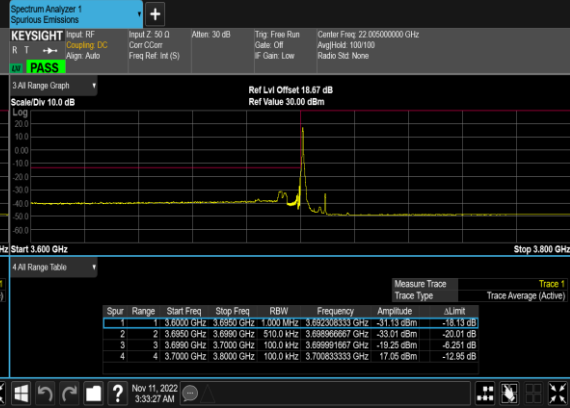 Spectrum Analyzer 1
Spurious Emissions
KEYSIGHT Input: RF Input Z: 50 Ω Atten: 30 dB Trig: Free Run Center Freq: 22.005000000 GHz
R T Coupling: DC Corr CCorr Gate: Off Avg|Hold: 100/100
Align: Auto Freq Ref: Int (S) IF Gain: Low Radio Std: None
PASS
3 All Range Graph
Ref Lvl Offset 18.67 dB
Scale/Div 10.0 dB Ref Value 30.00 dBm
Log
20.0
10.0
0.00
-10.0
-20.0
-30.0
-40.0
-50.0
-60.0
Hz Start 3.600 GHz Stop 3.800 GHz
4 All Range Table
Measure Trace Trace 1
Trace Type Trace Average (Active)
Spur Range Start Freq Stop Freq RBW Frequency Amplitude ΔLimit
1 1 3.6000 GHz 3.6950 GHz 1.000 MHz 3.692308333 GHz -31.13 dBm -18.13 dB
2 2 3.6950 GHz 3.6990 GHz 510.0 kHz 3.698966667 GHz -33.01 dBm -20.01 dB
3 3 3.6990 GHz 3.7000 GHz 100.0 kHz 3.699991667 GHz -19.25 dBm -6.251 dB
4 4 3.7000 GHz 3.8000 GHz 100.0 kHz 3.700833333 GHz 17.05 dBm -12.95 dB
Nov 11, 2022
3:33:27 AM